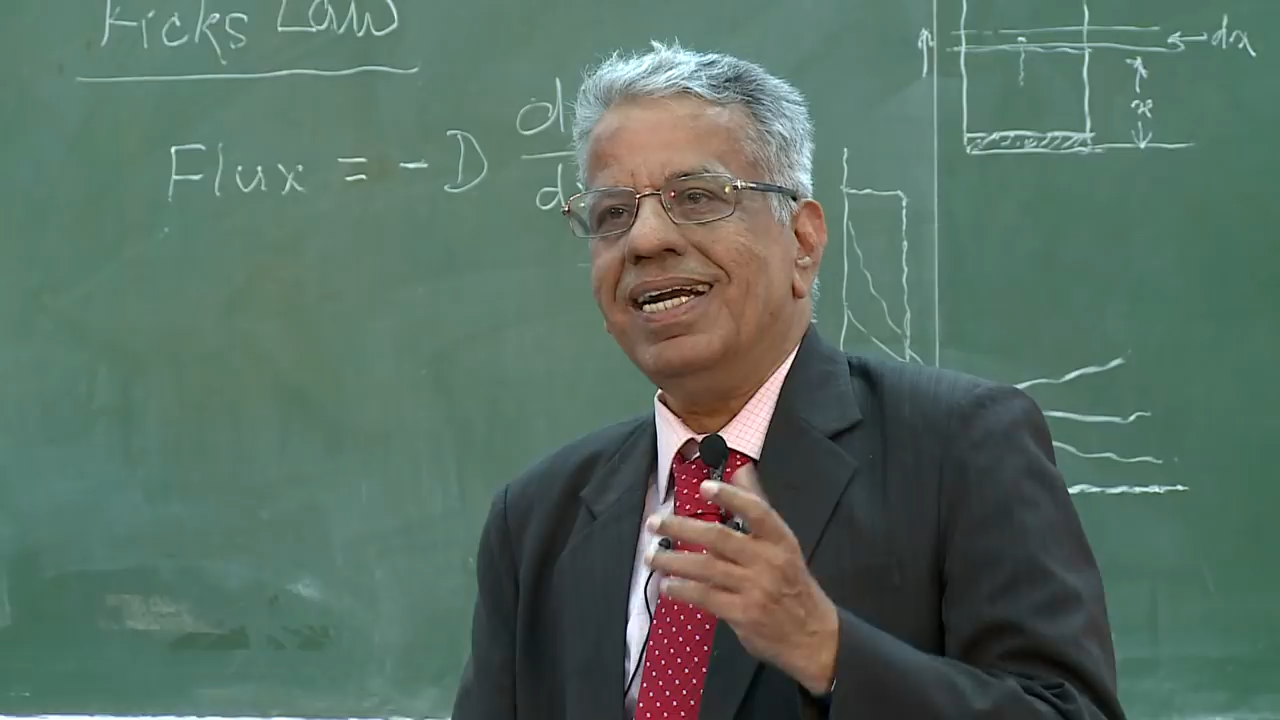 Ficks Law
Flux = - D d
d
dx
x